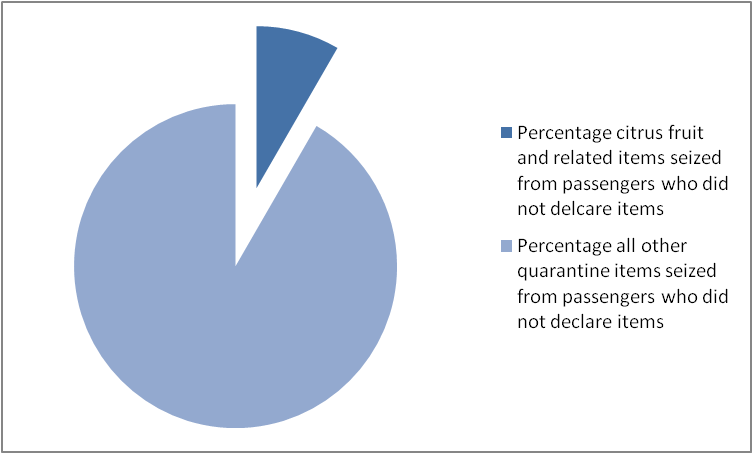 Percentage citrus fruit
and related items seized
from passengers who did
not delcare items
Percentage all other
quarantine items seized
from passengers who did
not declare items